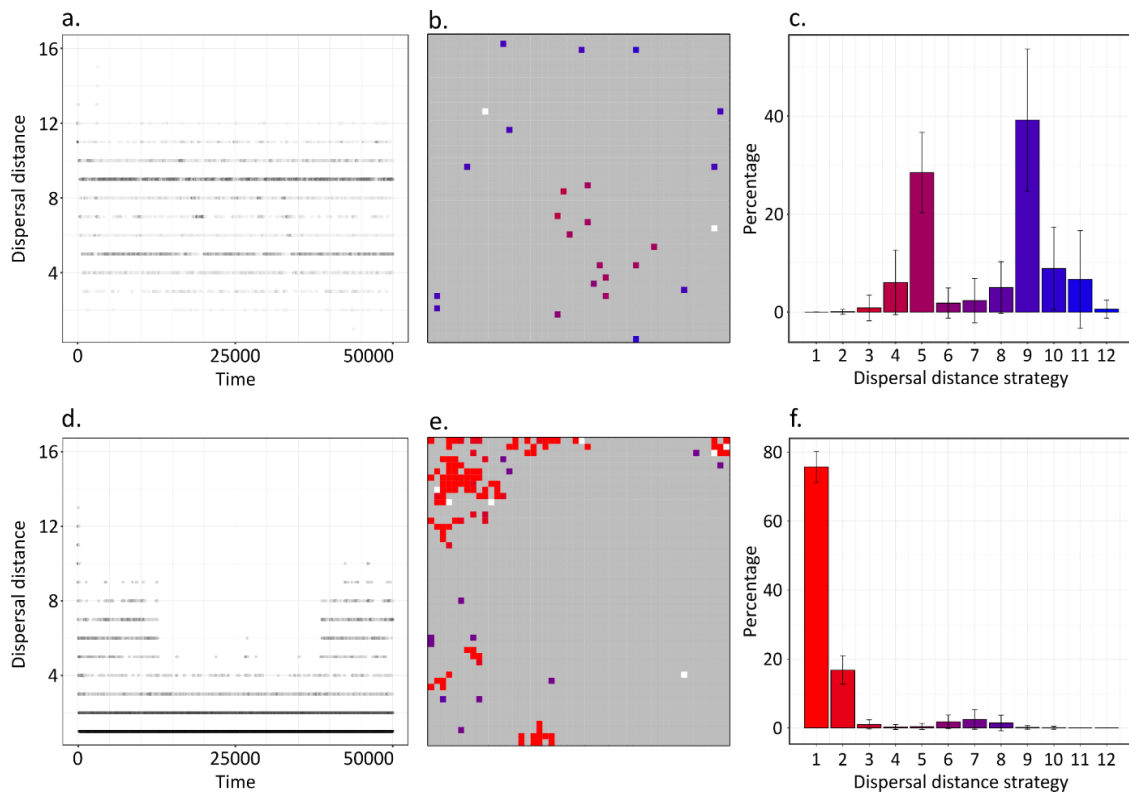 a.
16
12
8
4
Dispersal distance
0 25000 50000
Time
b.
c.
40
20
0
Percentage
1 2 3 4 5 6 7 8 9 10 11 12
Dispersal distance strategy
d.
16
12
8
4
Dispersal distance
0 25000 50000
Time
e.
f.
80
60
40
20
0
Percentage
1 2 3 4 5 6 7 8 9 10 11 12
Dispersal distance strategy